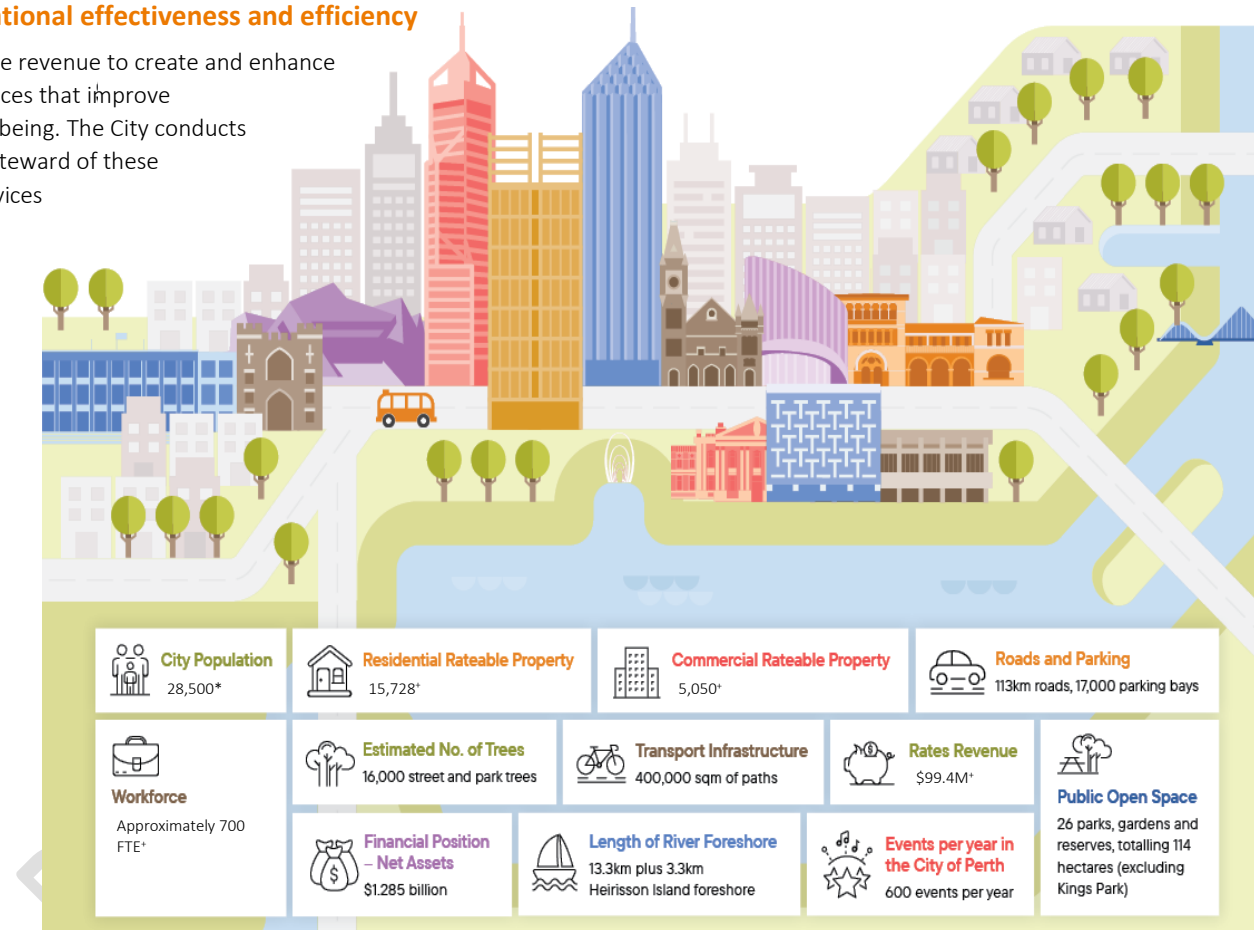 tional effectiveness and efficiency
e revenue to create and enhance
ces that improve
being. The City conducts
teward of these
vices
City Population
28,500*
Residential Rateable Property
15,728⁺
Commercial Rateable Property
5,050⁺
Roads and Parking
113km roads, 17,000 parking bays
Workforce
Approximately 700
FTE⁺
Estimated No. of Trees
16,000 street and park trees
Transport Infrastructure
400,000 sqm of paths
Rates Revenue
$99.4M⁺
Public Open Space
26 parks, gardens and
reserves, totalling 114
hectares (excluding
Kings Park)
Financial Position
– Net Assets
$1.285 billion
Length of River Foreshore
13.3km plus 3.3km
Heirisson Island foreshore
Events per year in
the City of Perth
600 events per year